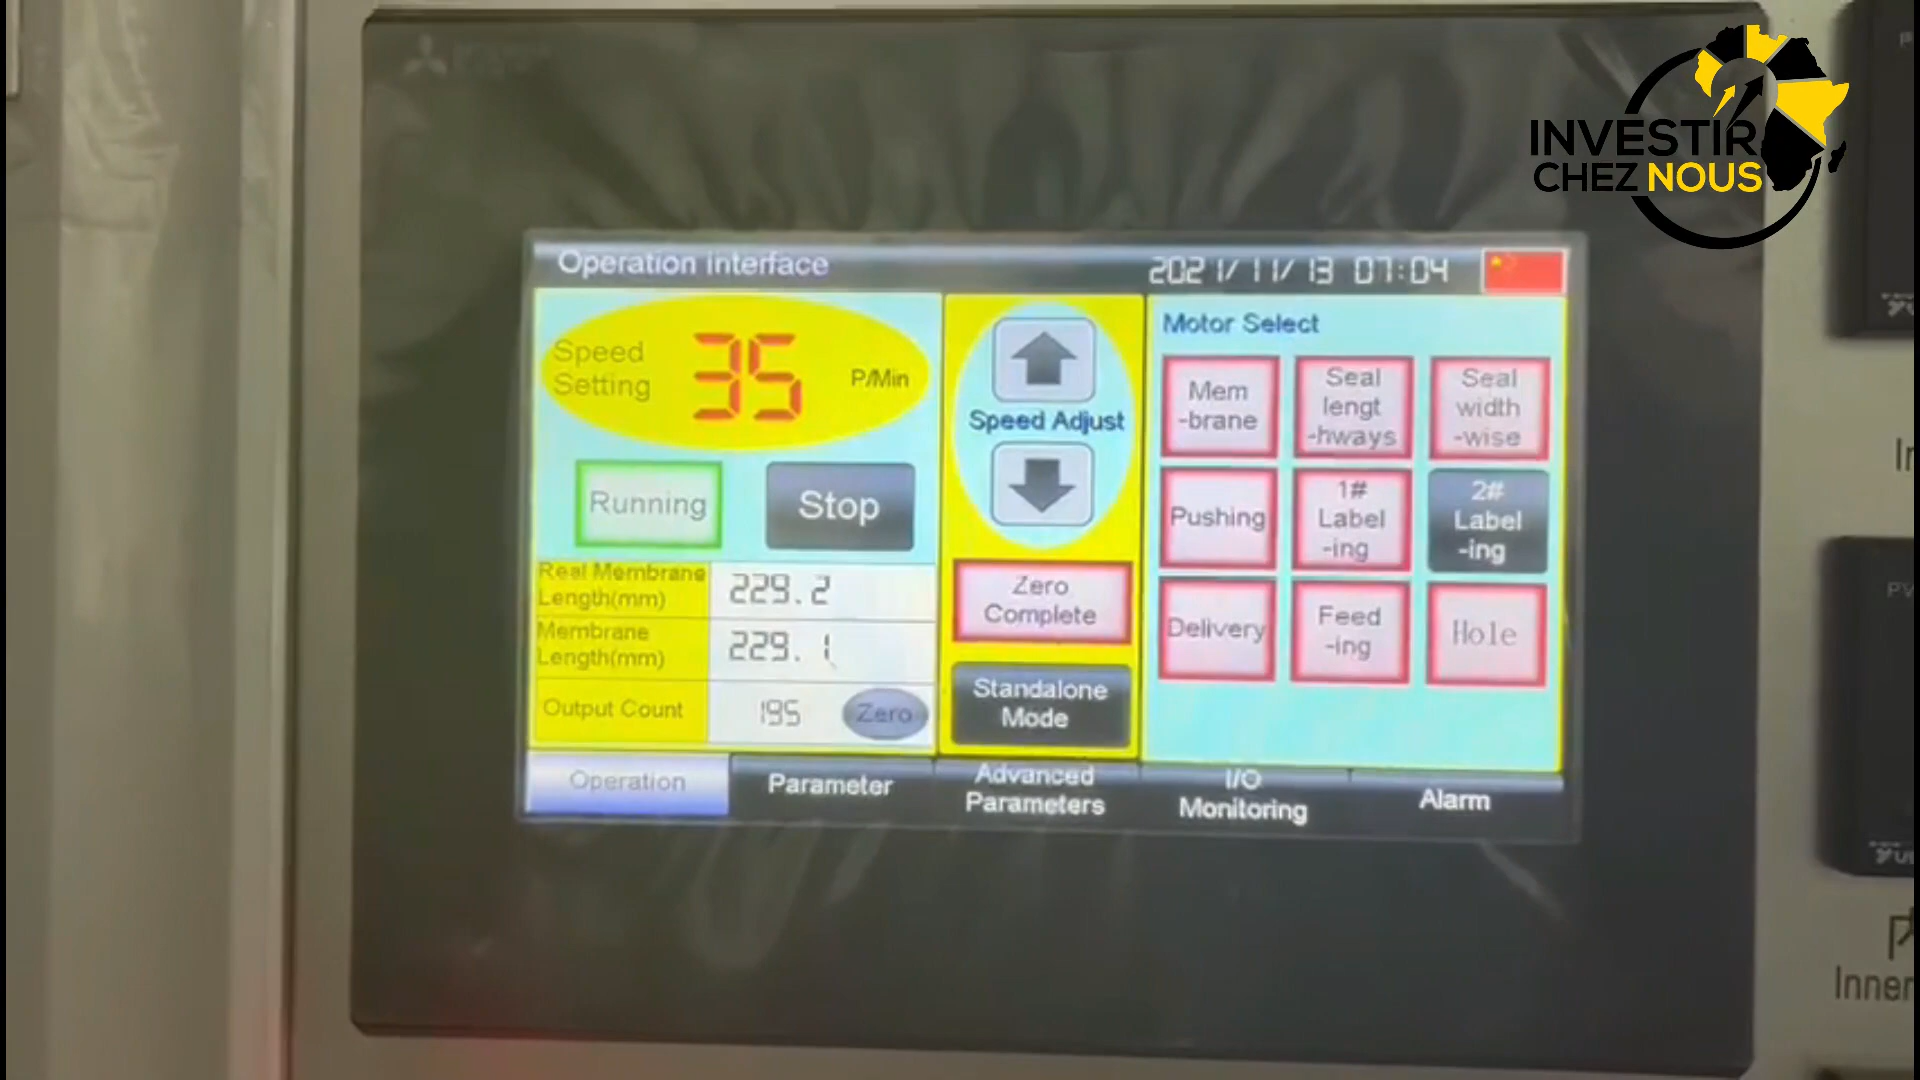 INVESTIR
CHEZ NOUS
Operation interface
2021/11/13 07:04
Speed
Setting
35
P/Min
Running
Stop
Real Membrane
Length(mm)
229.2
Membrane
Length(mm)
229.1
Output Count
195
Zero
Speed Adjust
Zero
Complete
Standalone
Mode
Motor Select
Mem
-brane
Seal
lengt
-hways
Seal
width
-wise
Pushing
1#
Label
-ing
2#
Label
-ing
Delivery
Feed
-ing
Hole
Operation
Parameter
Advanced
Parameters
I/O
Monitoring
Alarm
Inner